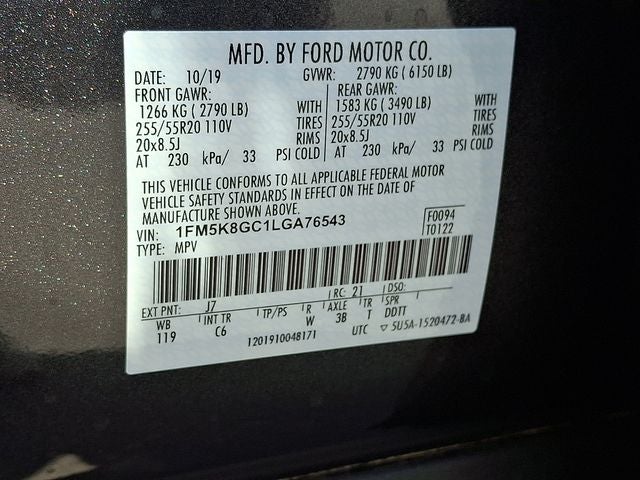 MFD. BY FORD MOTOR CO.
DATE: 10/19 GVWR: 2790 KG ( 6150 LB)
FRONT GAWR: REAR GAWR:
1266 KG ( 2790 LB) WITH 1583 KG ( 3490 LB) WITH
255/55R20 110V TIRES 255/55R20 110V TIRES
20x8.5J RIMS 20x8.5J RIMS
AT 230 kPa/ 33 PSI COLD AT 230 kPa/ 33 PSI COLD
THIS VEHICLE CONFORMS TO ALL APPLICABLE FEDERAL MOTOR
VEHICLE SAFETY STANDARDS IN EFFECT ON THE DATE OF
MANUFACTURE SHOWN ABOVE.
VIN: 1FM5K8GC1LGA76543 F0094
TYPE: MPV T0122
EXT PNT: J7 RC: 21 DSO:
WB INT TR TP/PS R AXLE TR SPR
119 C6 W 3B T DDTT
1201910048171 UTC ▽ 5U5A-1520472-BA